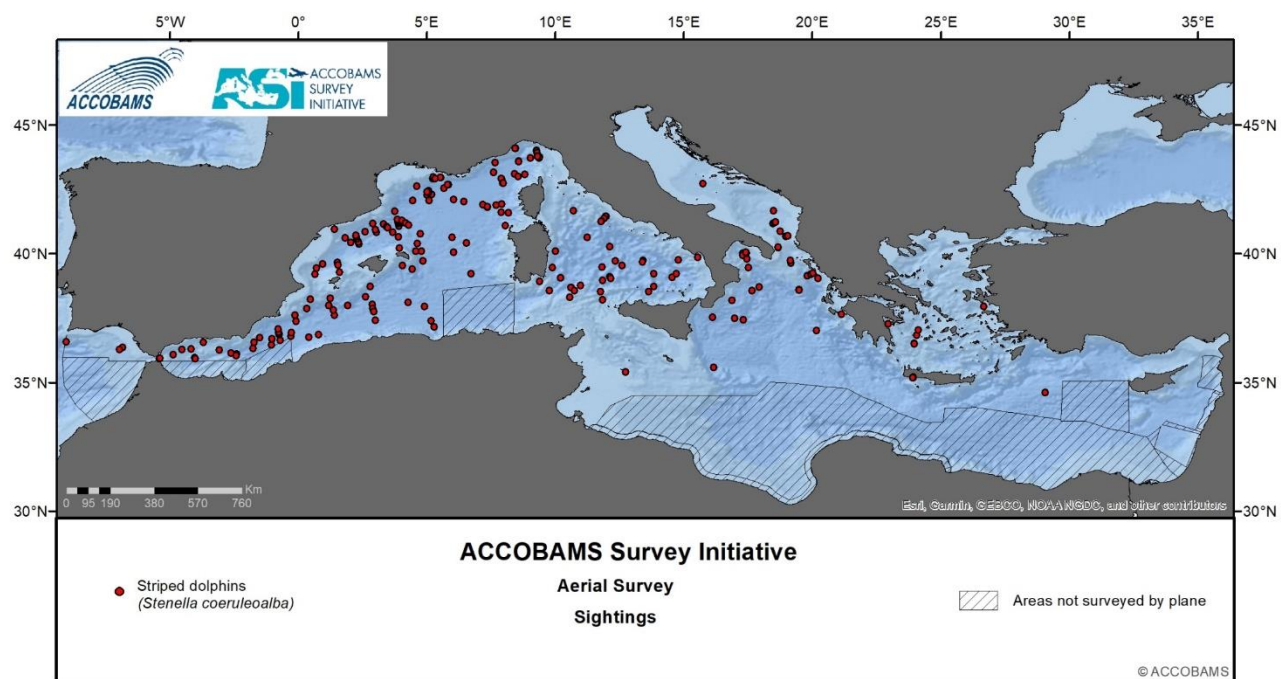 5°W 0° 5°E 10°E 15°E 20°E 25°E 30°E 35°E
ACCOBAMS
ASI
ACCOBAMS
SURVEY
INITIATIVE
45°N 45°N
40°N 40°N
35°N 35°N
Km
0 95 190 380 570 760
30°N 30°N
Esri, Garmin, GEBCO, NOAA NGDC, and other contributors
ACCOBAMS Survey Initiative
Aerial Survey
Sightings
Striped dolphins
(Stenella coeruleoalba)
Areas not surveyed by plane
© ACCOBAMS